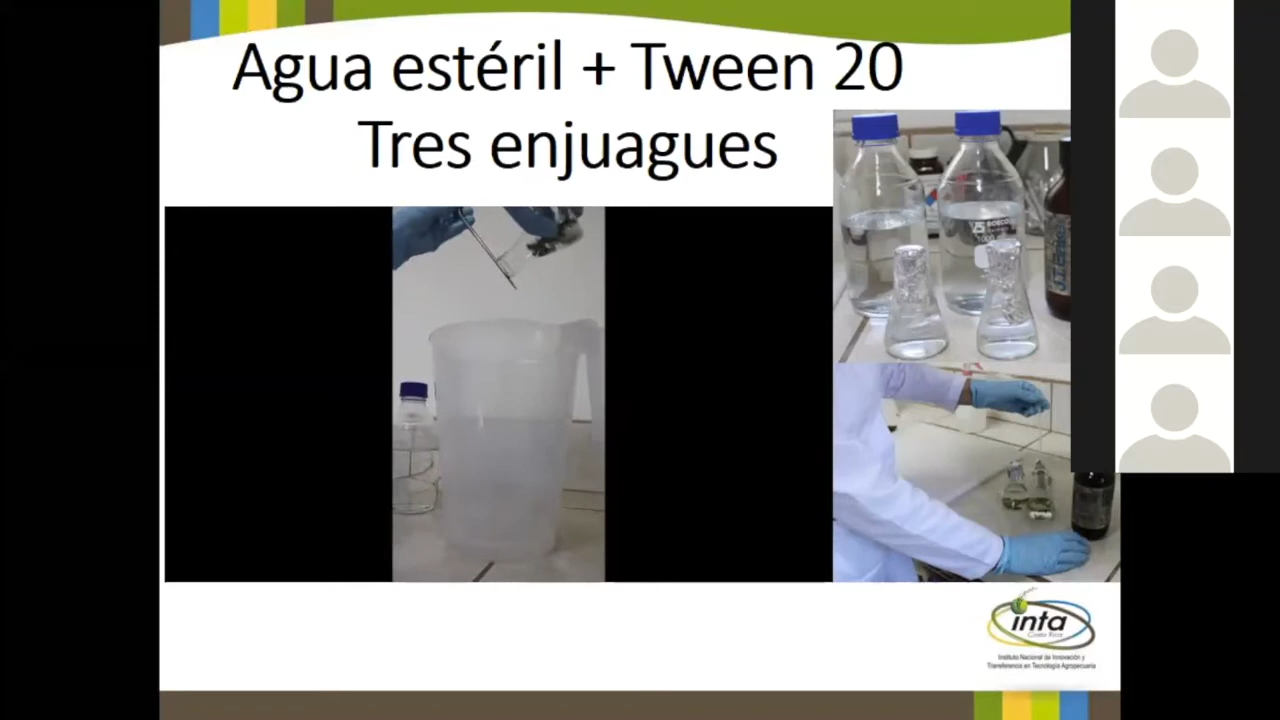 Agua estéril + Tween 20
Tres enjuagues
inta
Costa Rica
Instituto Nacional de Innovación y
Transferencia en Tecnología Agropecuaria